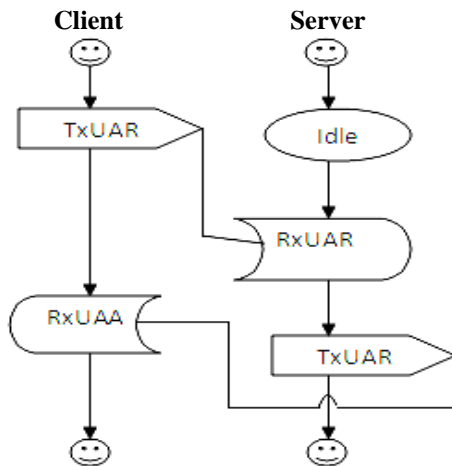 Client Server
TxUAR
Idle
RxUAR
RxUAA
TxUAR